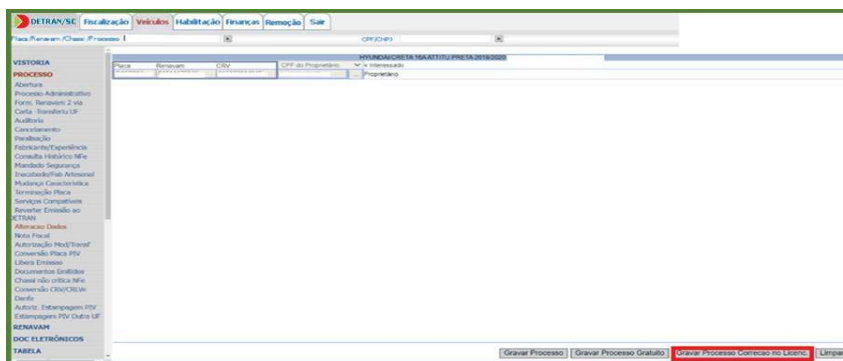 DETRAN/SC Fiscalização Veículos Habilitação Finanças Remoção Sair
Placa /Renavam /Chassi /Processo CPF/CNPJ
HYUNDAI/CRETA 16A ATTITU PRETA 2019/2020
Placa Renavam CRV CPF do Proprietário Interessado
... Proprietário
VISTORIA
PROCESSO
Abertura
Processo Administrativo
Form. Renavam 2 via
Carta -Transferiu UF
Auditoria
Cancelamento
Paralisação
Fabricante/Experiência
Consulta Histórico NFe
Mandado Segurança
Inacabado/Fab Artesanal
Mudança Característica
Terminação Placa
Serviços Compatíveis
Reverter Emissão ao
DETRAN
Alteracao Dados
Nota Fiscal
Autorização Mod/Transf
Conversão Placa PIV
Libera Emissao
Documentos Emitidos
Chassi não critica NFe
Conversão CRV/CRLVe
Autoriz. Estampagem PIV
Estampagem PIV Outra UF
RENAVAM
DOC ELETRÔNICOS
TABELA
Gravar Processo Gravar Processo Gratuito Gravar Processo Correcao no Licenc. Limpar